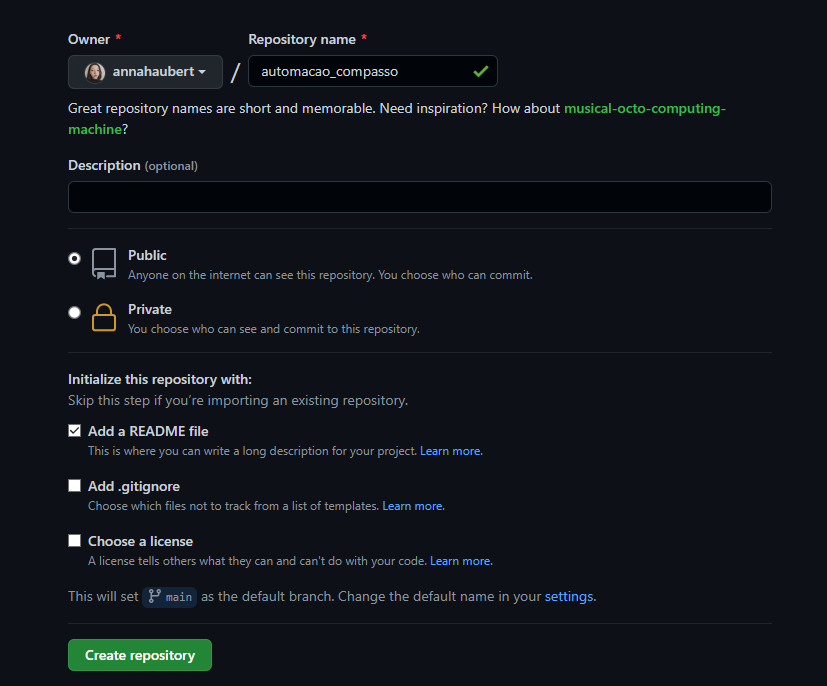 Owner * Repository name *
annahaubert / automacao_compasso
Great repository names are short and memorable. Need inspiration? How about musical-octo-computing-
machine?
Description (optional)
Public
Anyone on the internet can see this repository. You choose who can commit.
Private
You choose who can see and commit to this repository.
Initialize this repository with:
Skip this step if you’re importing an existing repository.
Add a README file
This is where you can write a long description for your project. Learn more.
Add .gitignore
Choose which files not to track from a list of templates. Learn more.
Choose a license
A license tells others what they can and can't do with your code. Learn more.
This will set main as the default branch. Change the default name in your settings.
Create repository